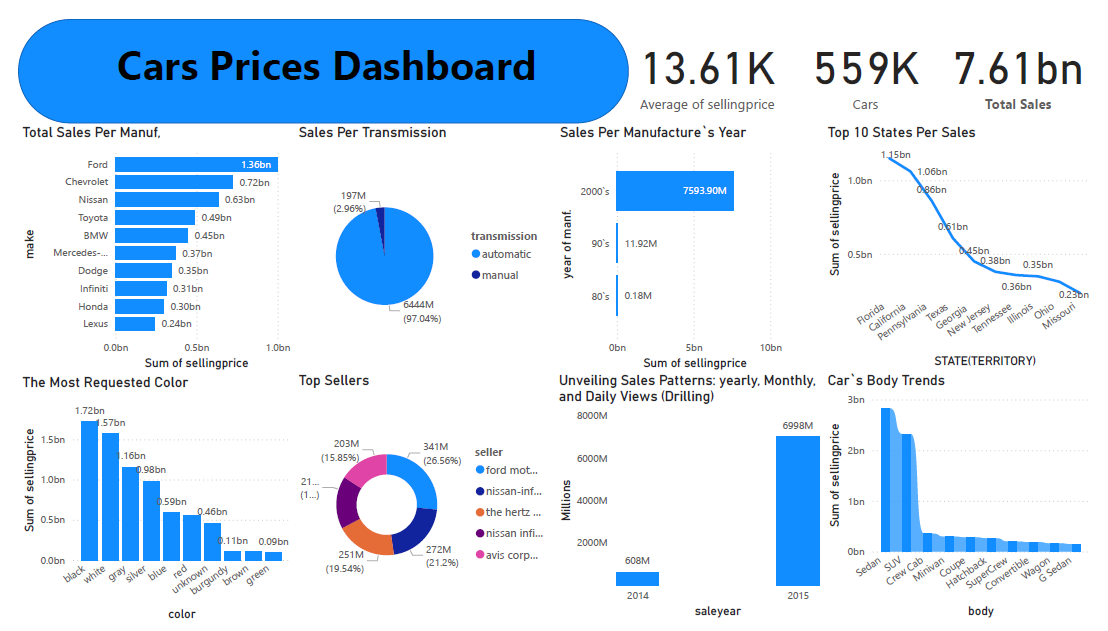 Cars Prices Dashboard
13.61K
Average of sellingprice
559K
Cars
7.61bn
Total Sales
Total Sales Per Manuf,
make
Ford
1.36bn
Chevrolet
0.72bn
Nissan
0.63bn
Toyota
0.49bn
BMW
0.45bn
Mercedes-...
0.37bn
Dodge
0.35bn
Infiniti
0.31bn
Honda
0.30bn
Lexus
0.24bn
0.0bn
0.5bn
1.0bn
Sum of sellingprice
Sales Per Transmission
197M
(2.96%)
6444M
(97.04%)
transmission
automatic
manual
Sales Per Manufacture`s Year
year of manf.
2000`s
7593.90M
90`s
11.92M
80`s
0.18M
0bn
5bn
10bn
Sum of sellingprice
Top 10 States Per Sales
Sum of sellingprice
1.0bn
0.5bn
1.15bn
1.06bn
0.86bn
0.61bn
0.45bn
0.38bn
0.36bn
0.35bn
0.23bn
Florida
California
Pennsylvania
Texas
Georgia
New Jersey
Tennessee
Illinois
Ohio
Missouri
STATE(TERRITORY)
The Most Requested Color
Sum of sellingprice
1.5bn
1.0bn
0.5bn
0.0bn
1.72bn
1.57bn
1.16bn
0.98bn
0.59bn
0.46bn
0.11bn
0.09bn
black
white
gray
silver
blue
red
unknown
burgundy
brown
green
color
Top Sellers
341M
(26.56%)
272M
(21.2%)
251M
(19.54%)
21...
(1...)
203M
(15.85%)
seller
ford mot...
nissan-inf...
the hertz ...
nissan infi...
avis corp...
Unveiling Sales Patterns: yearly, Monthly,
and Daily Views (Drilling)
Millions
8000M
6000M
4000M
2000M
608M
6998M
2014
2015
saleyear
Car`s Body Trends
Sum of sellingprice
3bn
2bn
1bn
0bn
Sedan
SUV
Crew Cab
Minivan
Coupe
Hatchback
SuperCrew
Convertible
Wagon
G Sedan
body